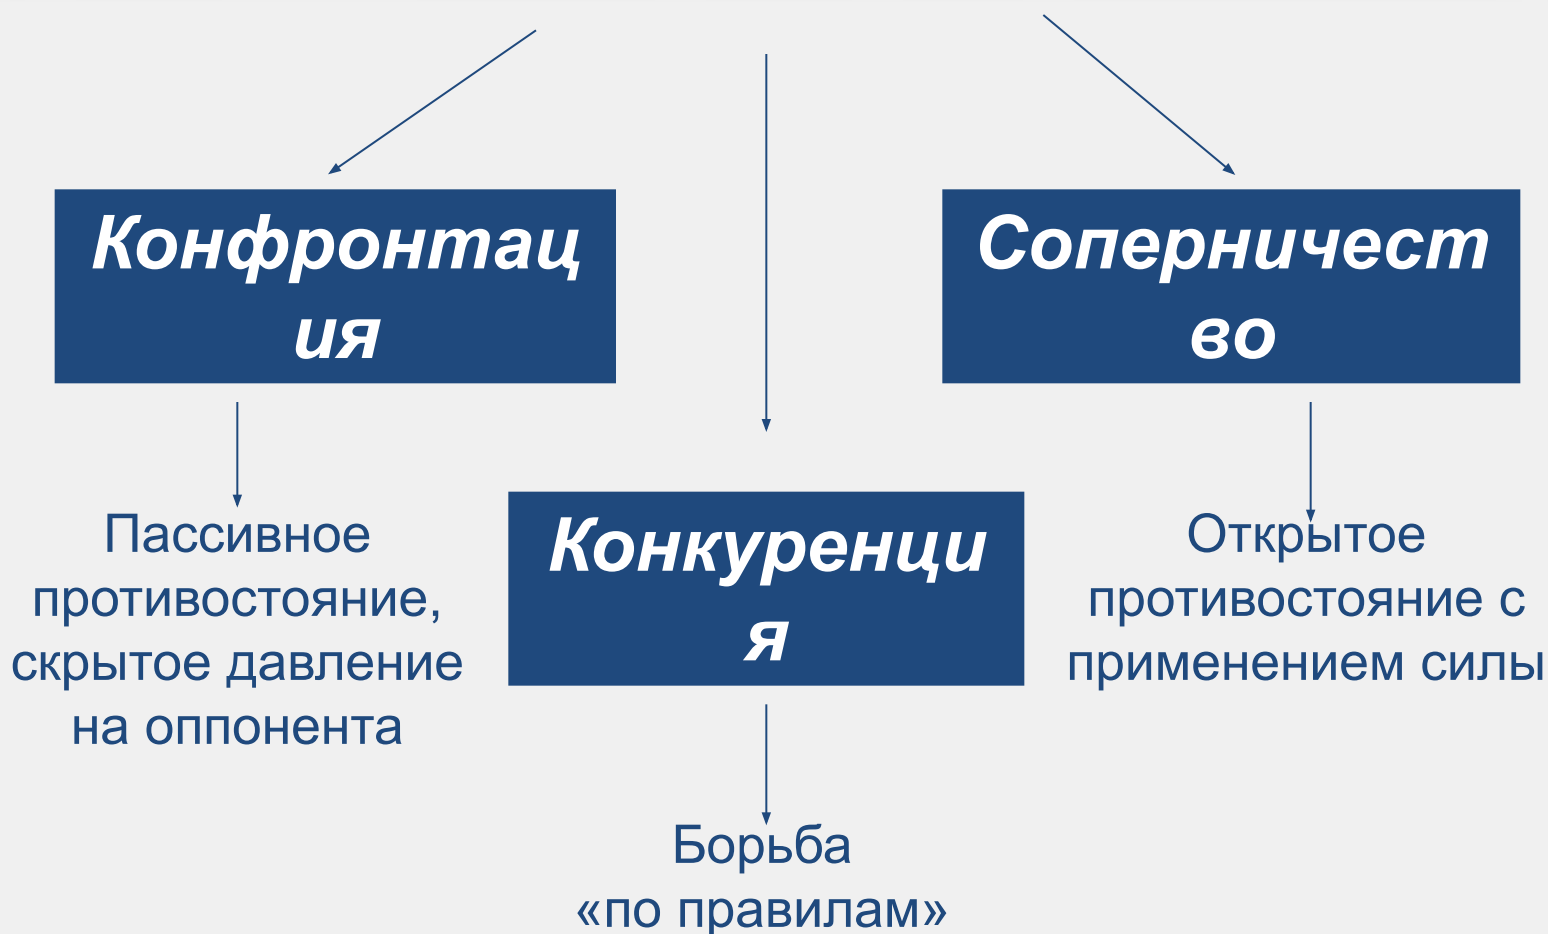 Конфронтац
ия
Соперничест
во
Пассивное
противостояние,
скрытое давление
на оппонента
Конкуренци
я
Открытое
противостояние с
применением силы
Борьба
«по правилам»